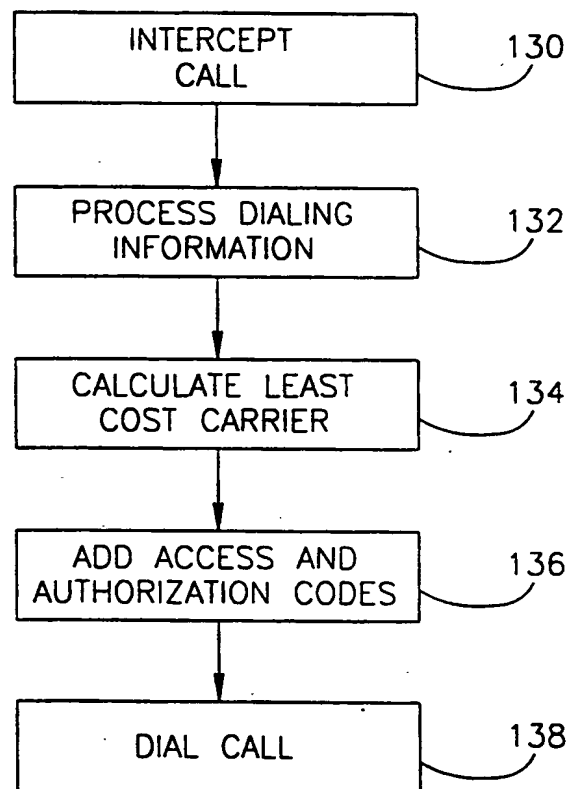 INTERCEPT
CALL
130
PROCESS DIALING
INFORMATION
132
CALCULATE LEAST
COST CARRIER
134
ADD ACCESS AND
AUTHORIZATION CODES
136
DIAL CALL
138